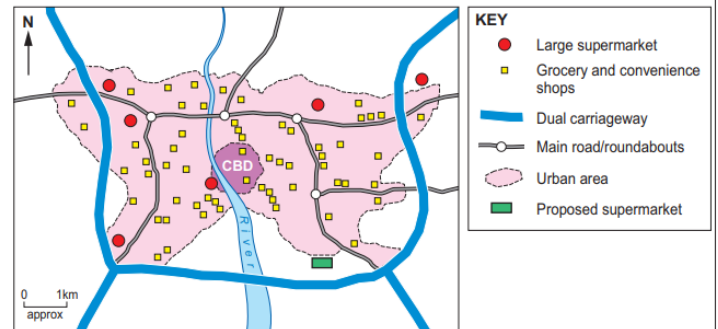 N
CBD
River
0 1km
approx
KEY
Large supermarket
Grocery and convenience
shops
Dual carriageway
Main road/roundabouts
Urban area
Proposed supermarket